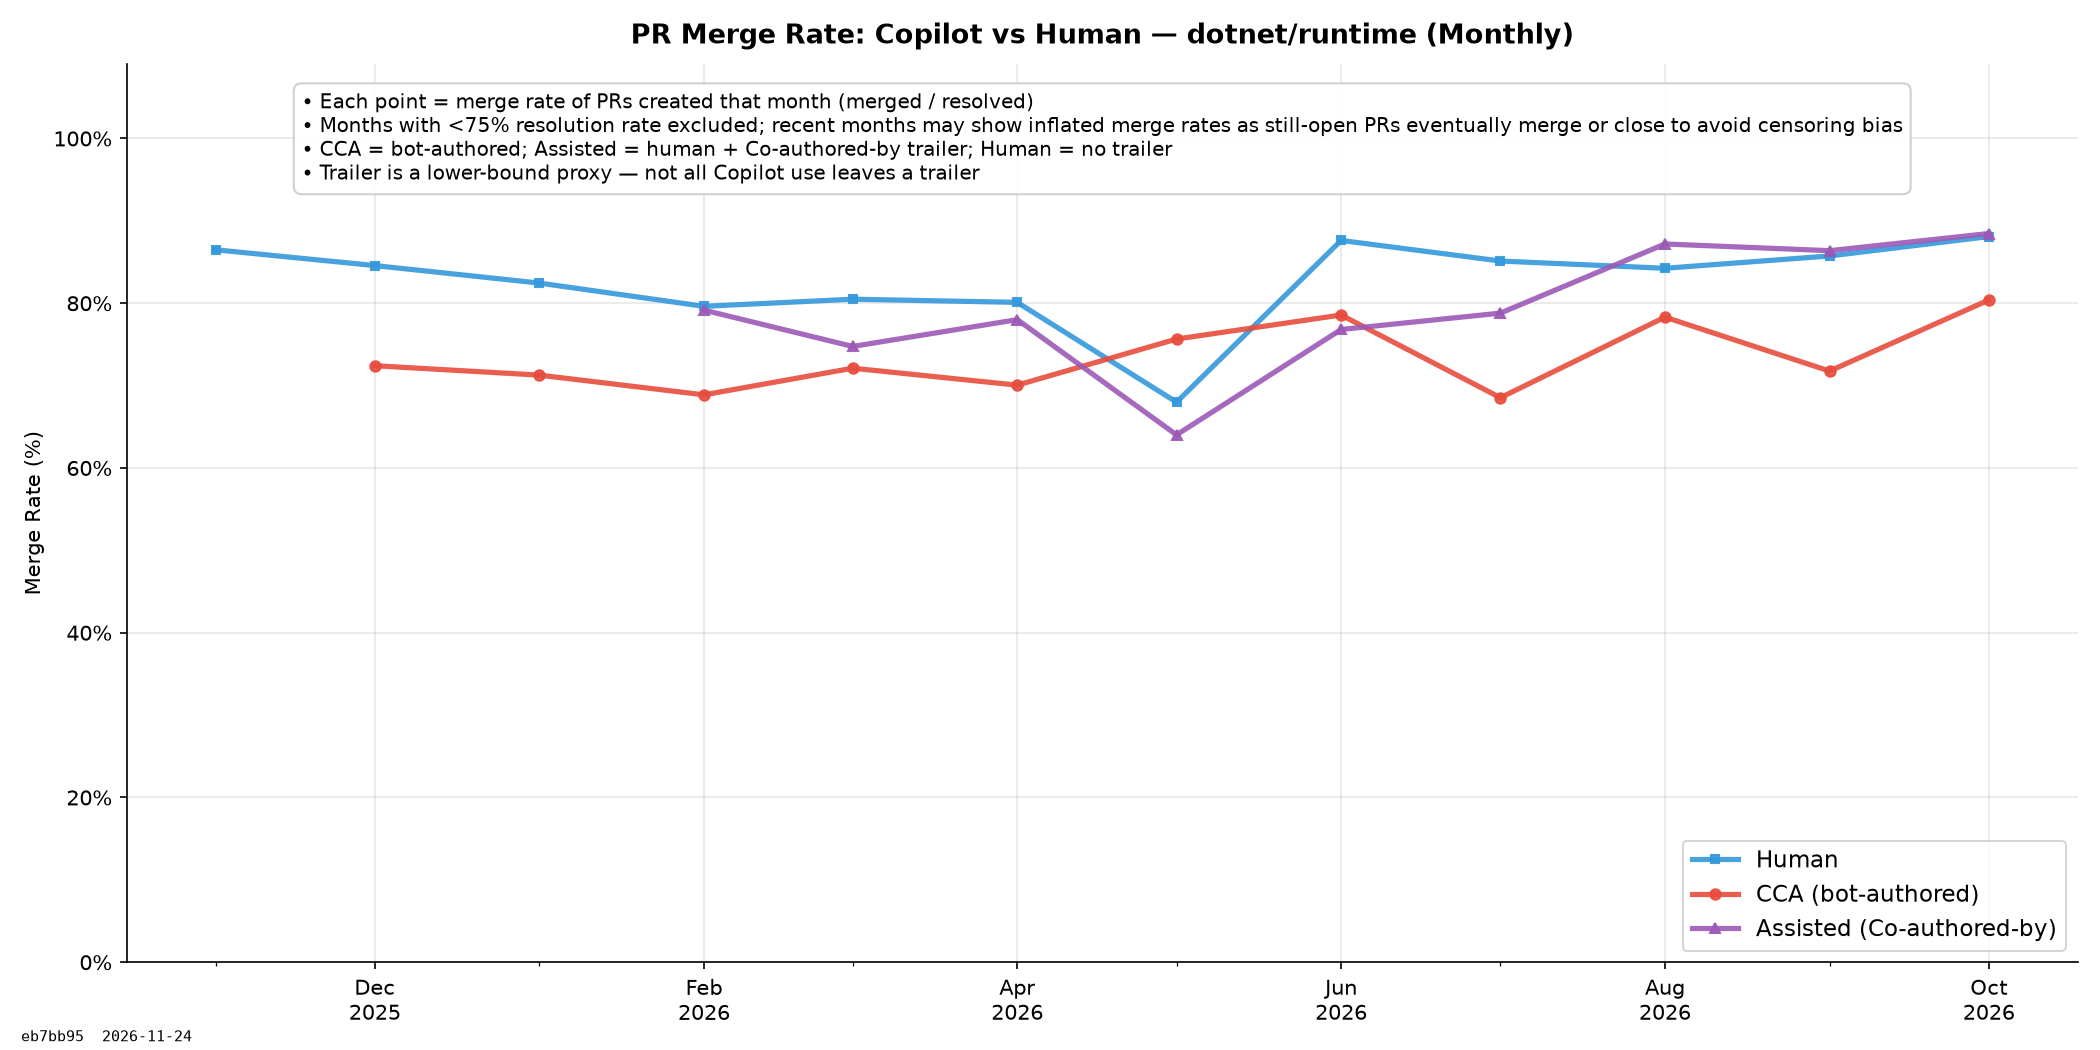 PR Merge Rate: Copilot vs Human — dotnet/runtime (Monthly)
• Each point = merge rate of PRs created that month (merged / resolved)
• Months with <75% resolution rate excluded; recent months may show inflated merge rates as still-open PRs eventually merge or close to avoid censoring bias
• CCA = bot-authored; Assisted = human + Co-authored-by trailer; Human = no trailer
• Trailer is a lower-bound proxy — not all Copilot use leaves a trailer
Merge Rate (%)
100%
80%
60%
40%
20%
0%
Human
CCA (bot-authored)
Assisted (Co-authored-by)
Dec Feb Apr Jun Aug Oct
2025 2026 2026 2026 2026 2026
eb7bb95 2026-11-24